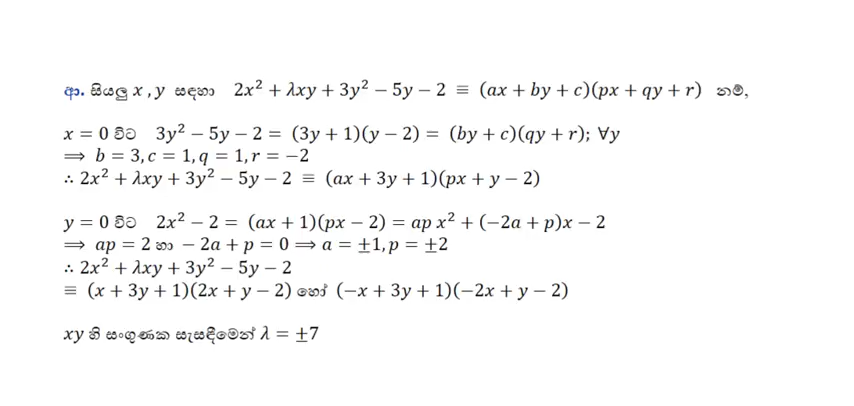 ආ. සියලු x , y සඳහා 2x² + λxy + 3y² − 5y − 2 ≡ (ax + by + c)(px + qy + r) නම්,
x = 0 විට 3y² − 5y − 2 = (3y + 1)(y − 2) = (by + c)(qy + r); ∀y
⟹ b = 3, c = 1, q = 1, r = −2
∴ 2x² + λxy + 3y² − 5y − 2 ≡ (ax + 3y + 1)(px + y − 2)
y = 0 විට 2x² − 2 = (ax + 1)(px − 2) = ap x² + (−2a + p)x − 2
⟹ ap = 2 හා − 2a + p = 0 ⟹ a = ±1, p = ±2
∴ 2x² + λxy + 3y² − 5y − 2
≡ (x + 3y + 1)(2x + y − 2) හෝ (−x + 3y + 1)(−2x + y − 2)
xy හි සංගුණක සැසඳීමෙන් λ = ±7